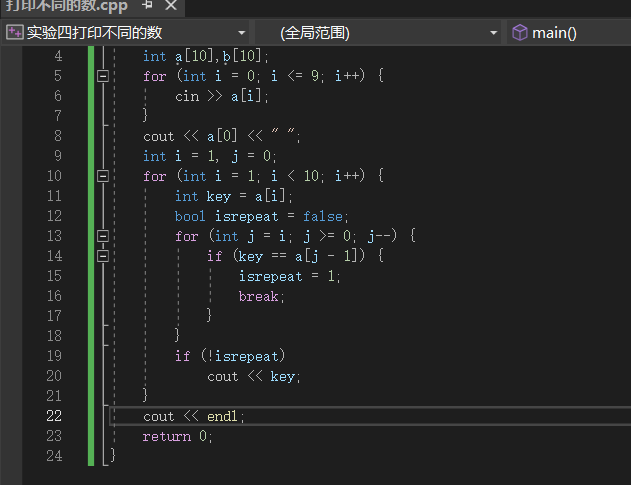 打印不同的数.cpp
实验四打印不同的数 (全局范围) main()
4 int a[10],b[10];
5 for (int i = 0; i <= 9; i++) {
6 cin >> a[i];
7 }
8 cout << a[0] << " ";
9 int i = 1, j = 0;
10 for (int i = 1; i < 10; i++) {
11 int key = a[i];
12 bool isrepeat = false;
13 for (int j = i; j >= 0; j--) {
14 if (key == a[j - 1]) {
15 isrepeat = 1;
16 break;
17 }
18 }
19 if (!isrepeat)
20 cout << key;
21 }
22 cout << endl;
23 return 0;
24 }